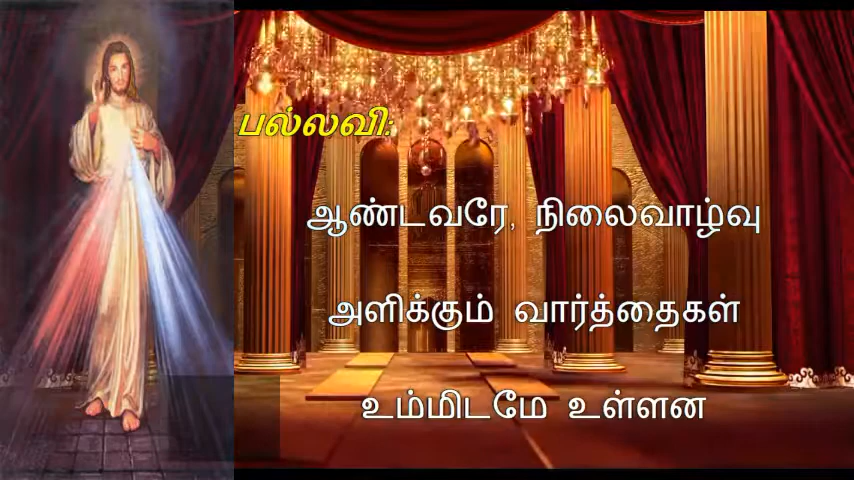 பல்லவி:
ஆண்டவரே, நிலைவாழ்வு
அளிக்கும் வார்த்தைகள்
உம்மிடமே உள்ளன